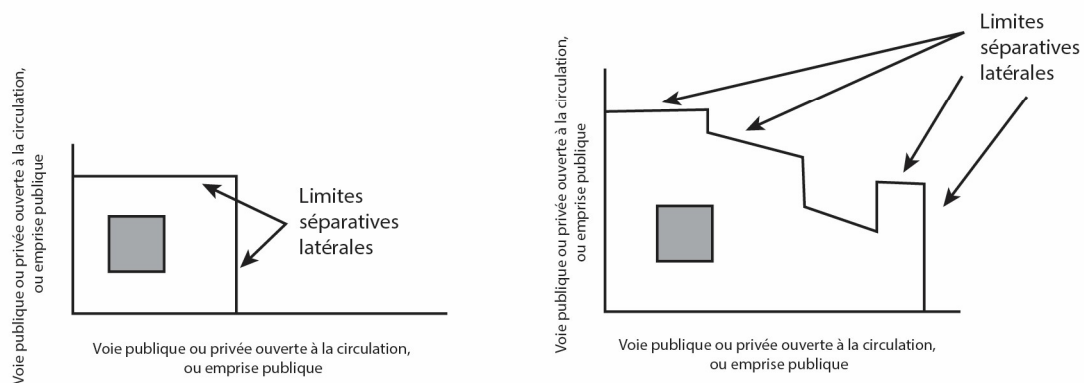 Voie publique ou privée ouverte à la circulation,
ou emprise publique
Limites
séparatives
latérales
Voie publique ou privée ouverte à la circulation,
ou emprise publique
Voie publique ou privée ouverte à la circulation,
ou emprise publique
Limites
séparatives
latérales
Voie publique ou privée ouverte à la circulation,
ou emprise publique